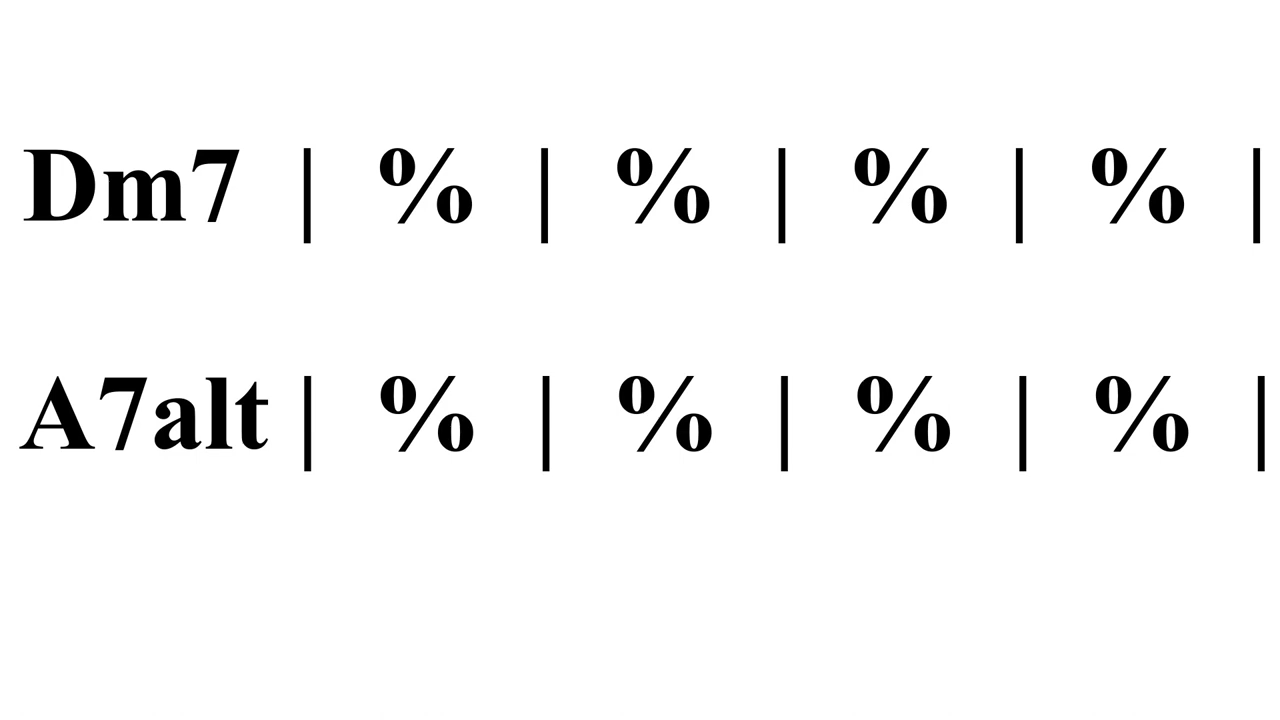 Dm7 | % | % | % | % |
A7alt | % | % | % | % |